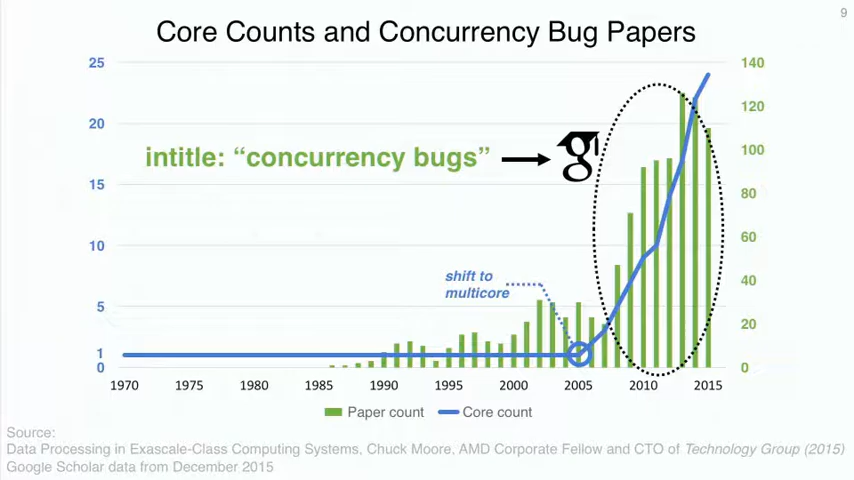 9
Core Counts and Concurrency Bug Papers
25
20
15
10
5
1
0
140
120
100
80
60
40
20
0
intitle: “concurrency bugs”
g
shift to
multicore
1970 1975 1980 1985 1990 1995 2000 2005 2010 2015
Paper count Core count
Source:
Data Processing in Exascale-Class Computing Systems, Chuck Moore, AMD Corporate Fellow and CTO of Technology Group (2015)
Google Scholar data from December 2015